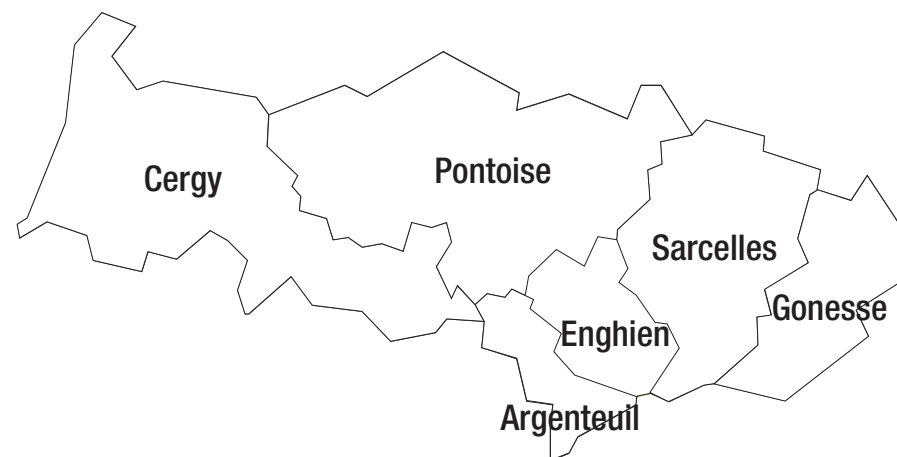 Pontoise
Cergy
Sarcelles
Gonesse
Enghien
Argenteuil